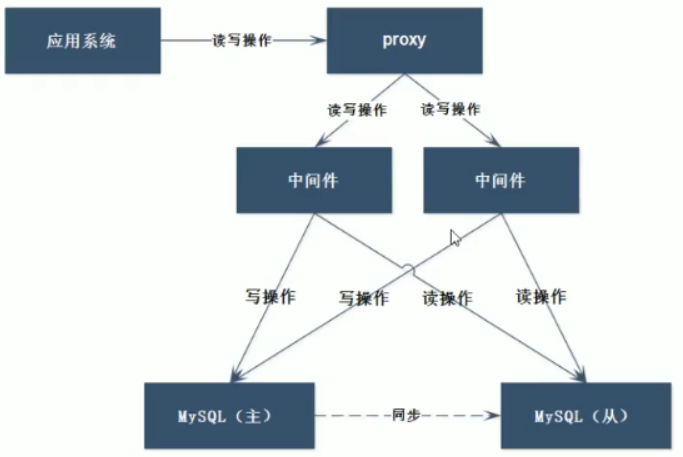 应用系统
读写操作
proxy
读写操作
读写操作
中间件
中间件
写操作
写操作
读操作
读操作
MySQL（主）
同步
MySQL（从）